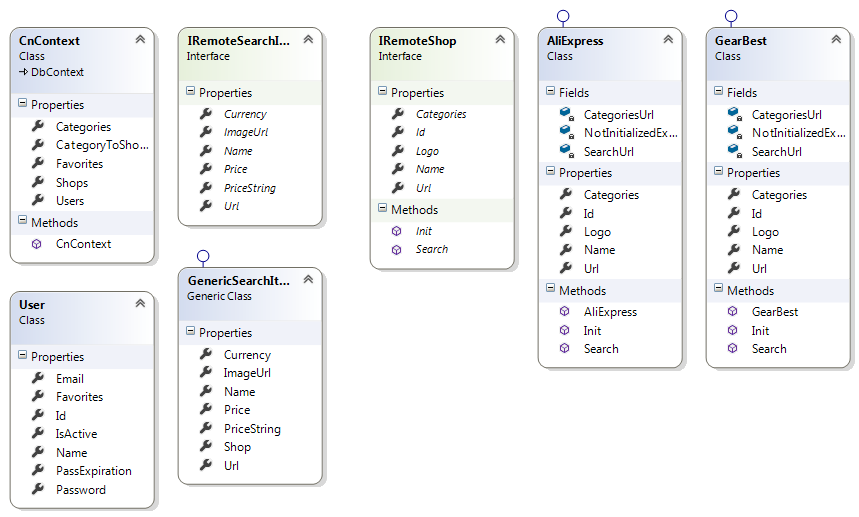 CnContext
Class
DbContext
Properties
Categories
CategoryToSho...
Favorites
Shops
Users
Methods
CnContext
User
Class
Properties
Email
Favorites
Id
IsActive
Name
PassExpiration
Password
IRemoteSearchI...
Interface
Properties
Currency
ImageUrl
Name
Price
PriceString
Url
GenericSearchIt...
Generic Class
Properties
Currency
ImageUrl
Name
Price
PriceString
Shop
Url
IRemoteShop
Interface
Properties
Categories
Id
Logo
Name
Url
Methods
Init
Search
AliExpress
Class
Fields
CategoriesUrl
NotInitializedEx...
SearchUrl
Properties
Categories
Id
Logo
Name
Url
Methods
AliExpress
Init
Search
GearBest
Class
Fields
CategoriesUrl
NotInitializedEx...
SearchUrl
Properties
Categories
Id
Logo
Name
Url
Methods
GearBest
Init
Search